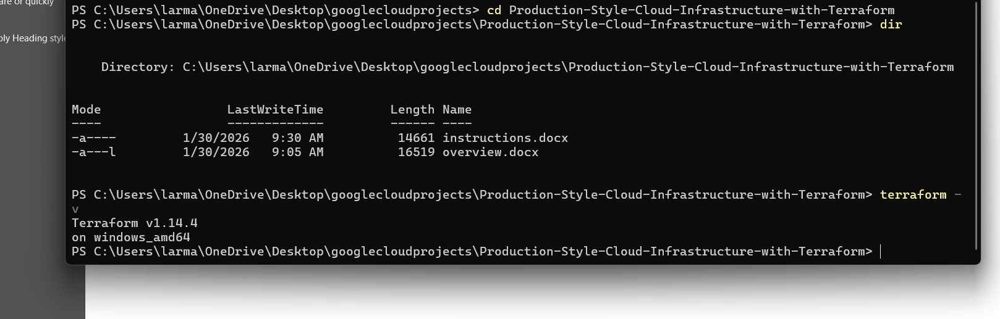 are or quickly
PS C:\Users\larma\OneDrive\Desktop\googlecloudprojects> cd Production-Style-Cloud-Infrastructure-with-Terraform
PS C:\Users\larma\OneDrive\Desktop\googlecloudprojects\Production-Style-Cloud-Infrastructure-with-Terraform> dir
Heading
Directory: C:\Users\larma\OneDrive\Desktop\googlecloudprojects\Production-Style-Cloud-Infrastructure-with-Terraform
Mode LastWriteTime Length Name
---- ------------- ------ ----
-a---- 1/30/2026 9:30 AM 14661 instructions.docx
-a---l 1/30/2026 9:05 AM 16519 overview.docx
PS C:\Users\larma\OneDrive\Desktop\googlecloudprojects\Production-Style-Cloud-Infrastructure-with-Terraform> terraform -
v
Terraform v1.14.4
on windows_amd64
PS C:\Users\larma\OneDrive\Desktop\googlecloudprojects\Production-Style-Cloud-Infrastructure-with-Terraform>